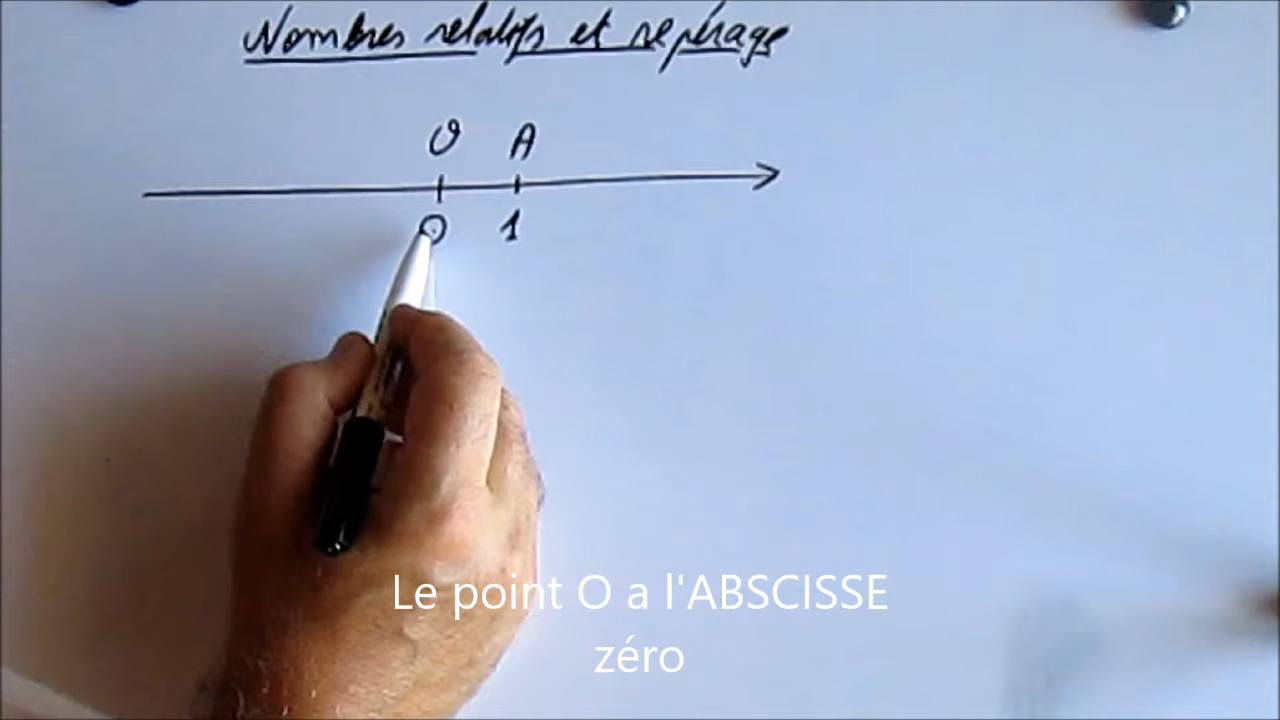 Nombres relatifs et repérage
O A
0 1
Le point O a l'ABSCISSE
zéro